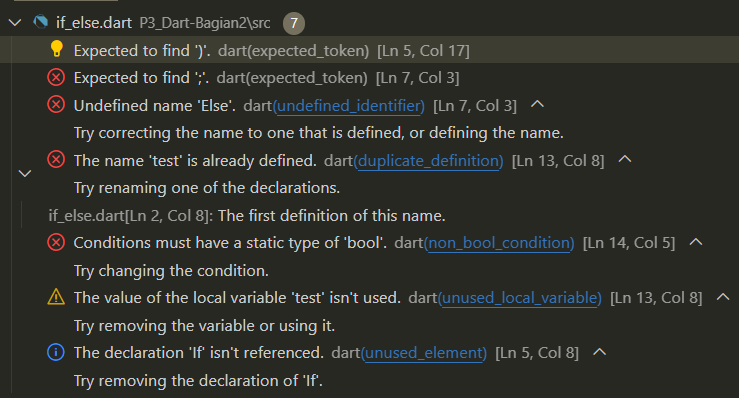 if_else.dart P3_Dart-Bagian2\src 7
Expected to find ')'. dart(expected_token) [Ln 5, Col 17]
Expected to find ';'. dart(expected_token) [Ln 7, Col 3]
Undefined name 'Else'. dart(undefined_identifier) [Ln 7, Col 3]
Try correcting the name to one that is defined, or defining the name.
The name 'test' is already defined. dart(duplicate_definition) [Ln 13, Col 8]
Try renaming one of the declarations.
if_else.dart[Ln 2, Col 8]: The first definition of this name.
Conditions must have a static type of 'bool'. dart(non_bool_condition) [Ln 14, Col 5]
Try changing the condition.
The value of the local variable 'test' isn't used. dart(unused_local_variable) [Ln 13, Col 8]
Try removing the variable or using it.
The declaration 'If' isn't referenced. dart(unused_element) [Ln 5, Col 8]
Try removing the declaration of 'If'.